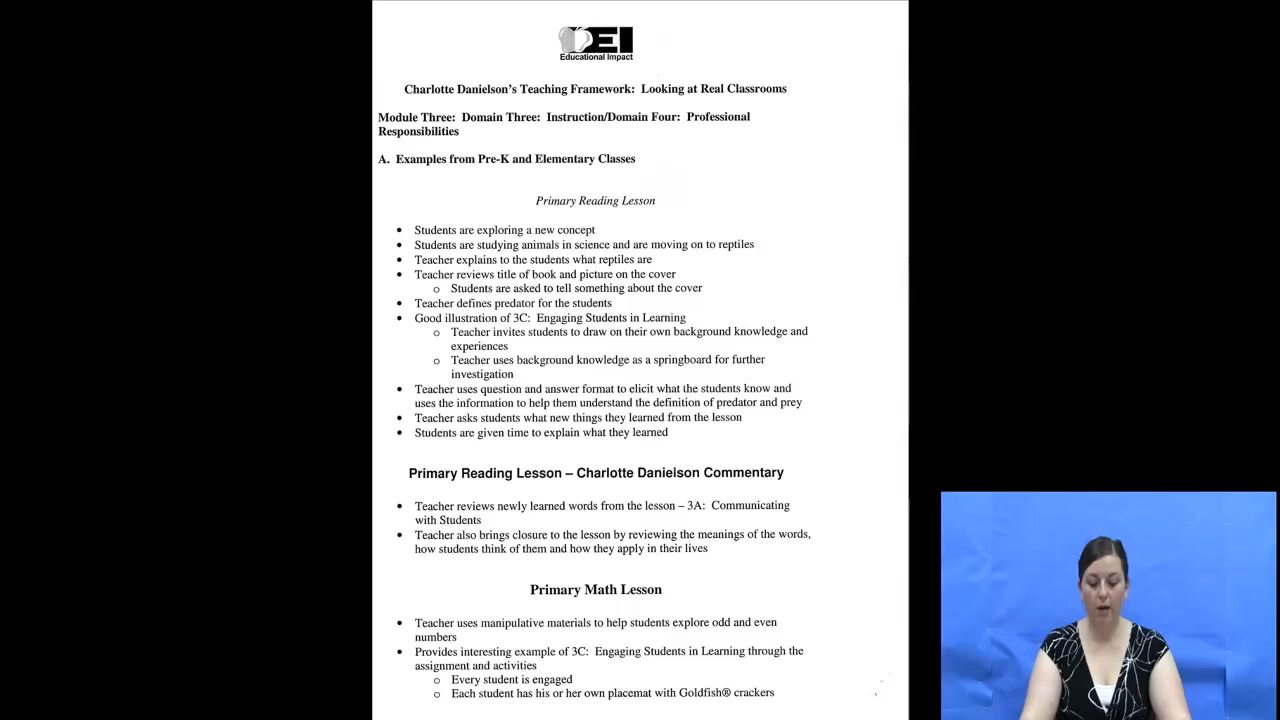 EI
Educational Impact
Charlotte Danielson's Teaching Framework: Looking at Real Classrooms
Module Three: Domain Three: Instruction/Domain Four: Professional
Responsibilities
A. Examples from Pre-K and Elementary Classes
Primary Reading Lesson
• Students are exploring a new concept
• Students are studying animals in science and are moving on to reptiles
• Teacher explains to the students what reptiles are
• Teacher reviews title of book and picture on the cover
o Students are asked to tell something about the cover
• Teacher defines predator for the students
• Good illustration of 3C: Engaging Students in Learning
o Teacher invites students to draw on their own background knowledge and
experiences
o Teacher uses background knowledge as a springboard for further
investigation
• Teacher uses question and answer format to elicit what the students know and
uses the information to help them understand the definition of predator and prey
• Teacher asks students what new things they learned from the lesson
• Students are given time to explain what they learned
Primary Reading Lesson – Charlotte Danielson Commentary
• Teacher reviews newly learned words from the lesson – 3A: Communicating
with Students
• Teacher also brings closure to the lesson by reviewing the meanings of the words,
how students think of them and how they apply in their lives
Primary Math Lesson
• Teacher uses manipulative materials to help students explore odd and even
numbers
• Provides interesting example of 3C: Engaging Students in Learning through the
assignment and activities
o Every student is engaged
o Each student has his or her own placemat with Goldfish® crackers